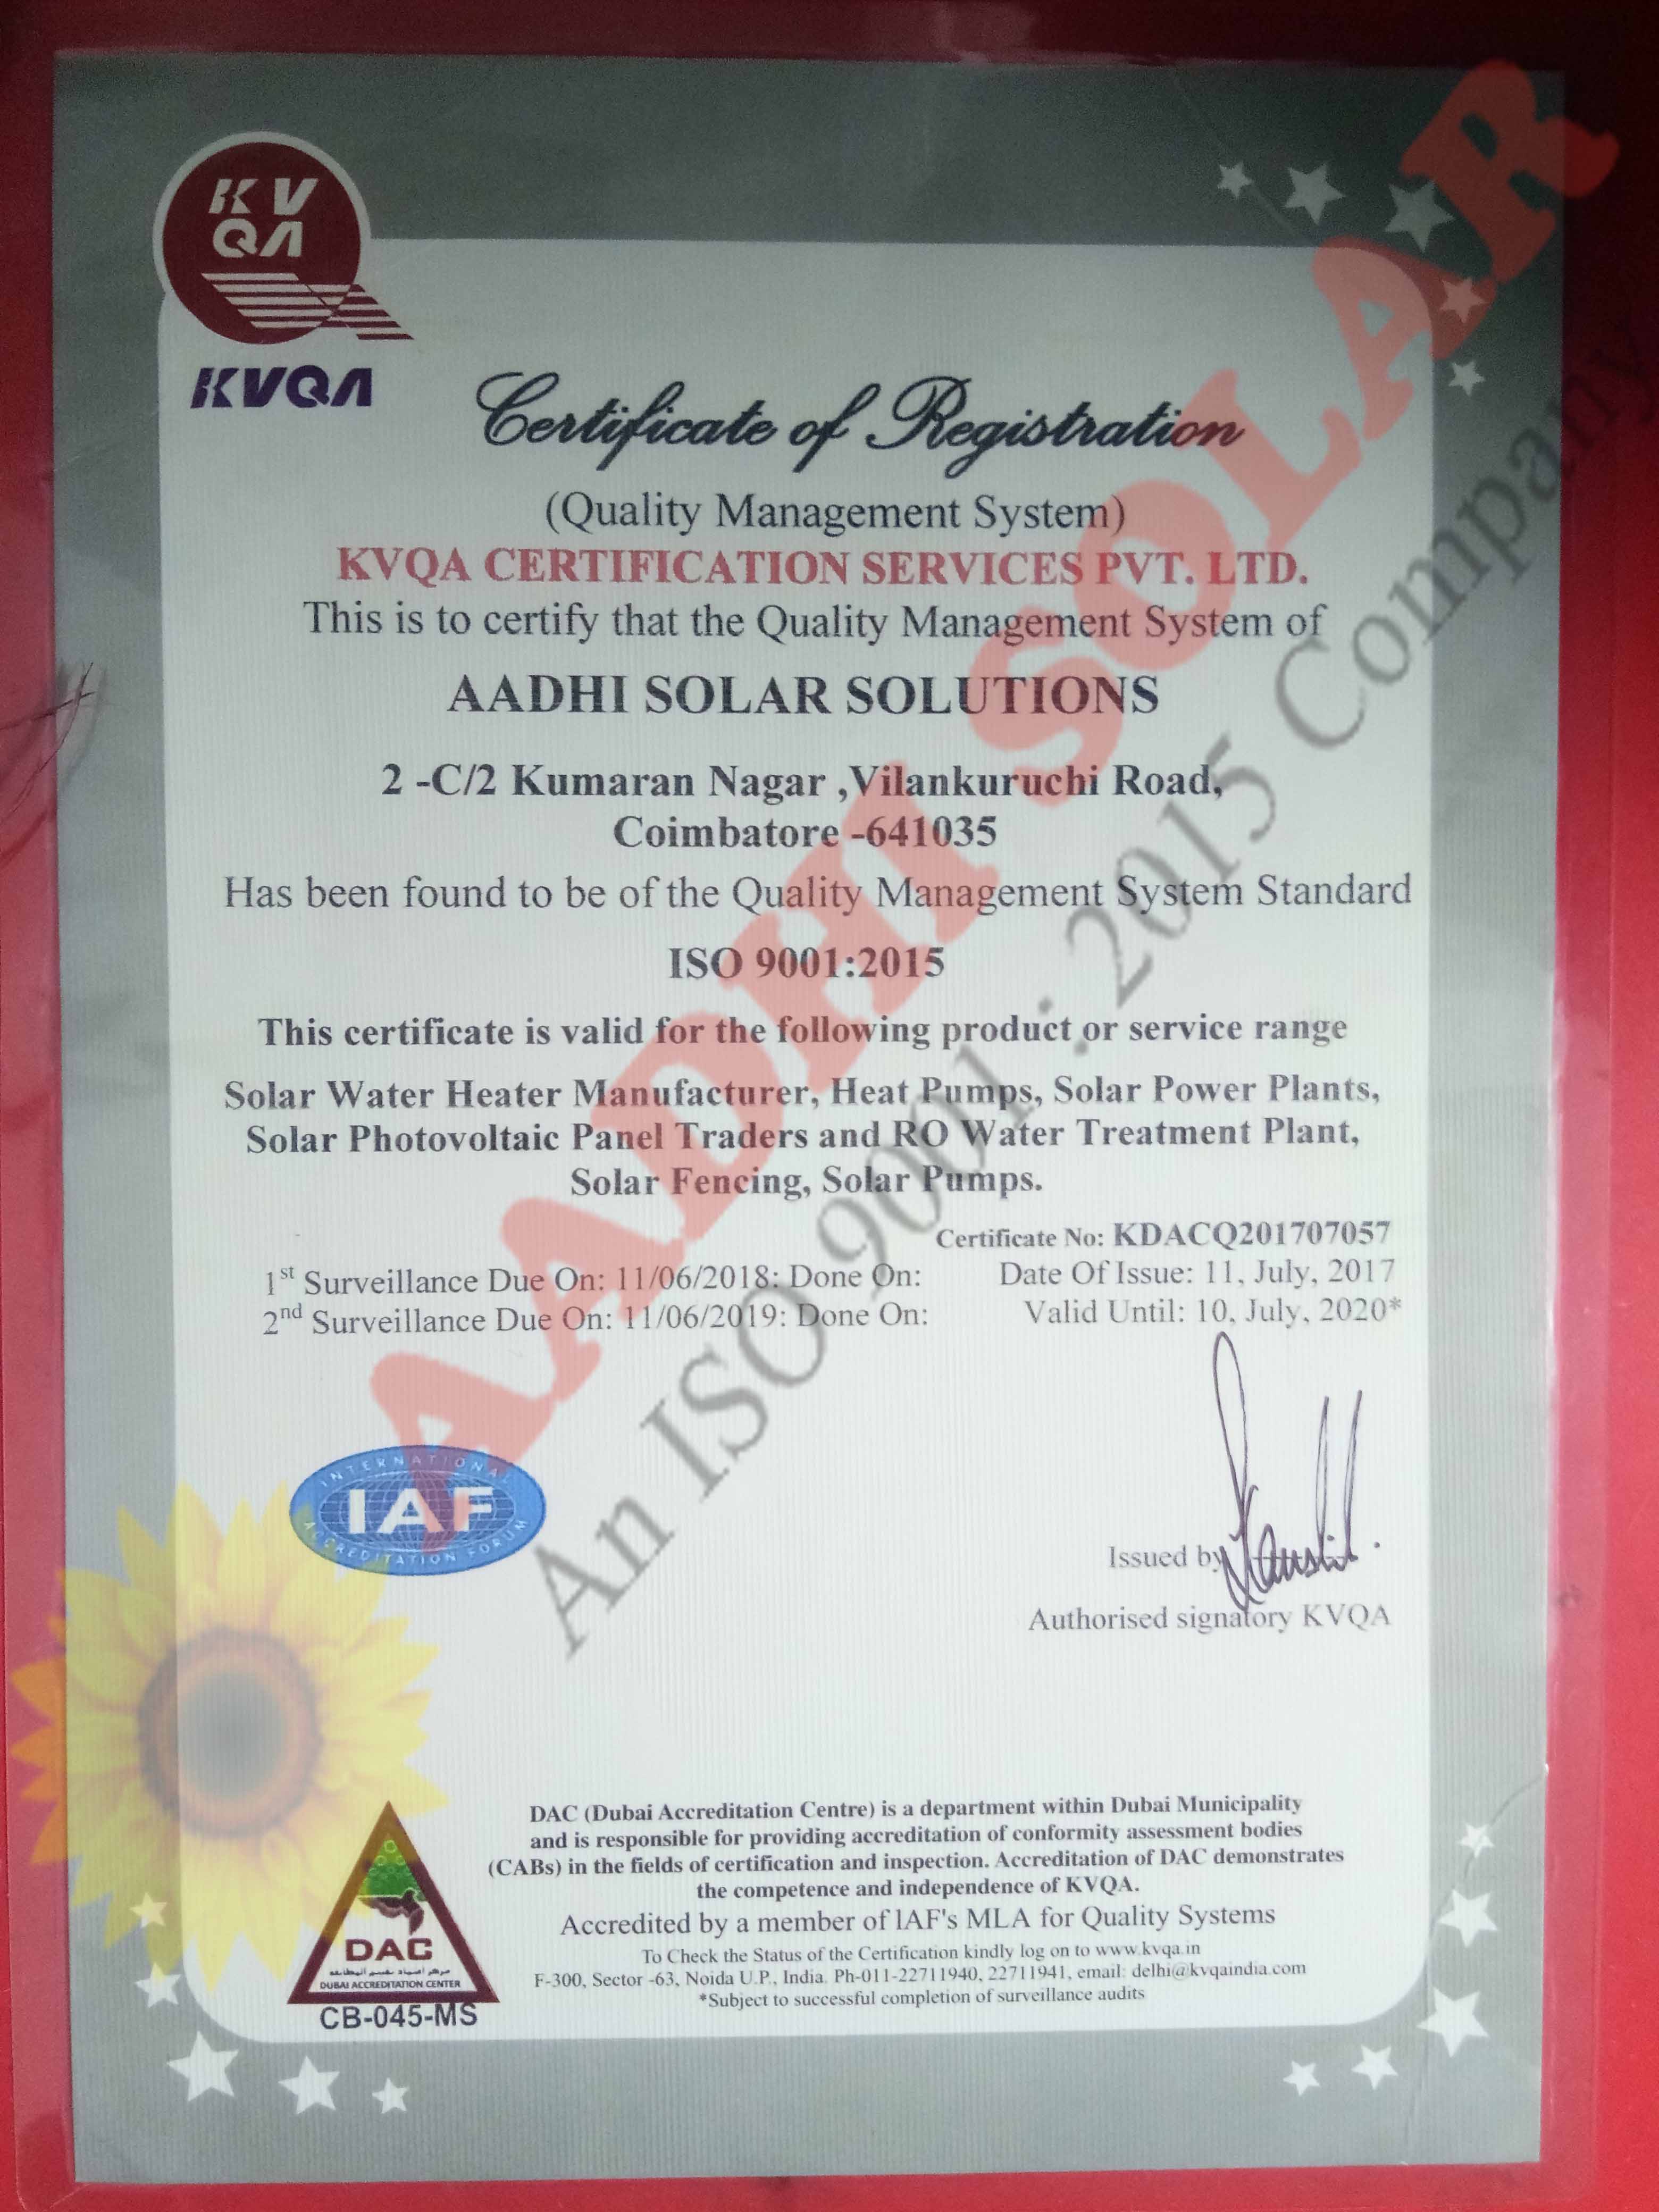 KV
QA
KVQA
Certificate of Registration
(Quality Management System)
KVQA CERTIFICATION SERVICES PVT. LTD.
This is to certify that the Quality Management System of
AADHI SOLAR SOLUTIONS
2 -C/2 Kumaran Nagar ,Vilankuruchi Road,
Coimbatore -641035
Has been found to be of the Quality Management System Standard
ISO 9001:2015
This certificate is valid for the following product or service range
Solar Water Heater Manufacturer, Heat Pumps, Solar Power Plants,
Solar Photovoltaic Panel Traders and RO Water Treatment Plant,
Solar Fencing, Solar Pumps.
Certificate No: KDACQ201707057
1st Surveillance Due On: 11/06/2018: Done On: Date Of Issue: 11, July, 2017
2nd Surveillance Due On: 11/06/2019: Done On: Valid Until: 10, July, 2020*
INTERNATIONAL
IAF
ACCREDITATION FORUM
Issued by
Authorised signatory KVQA
DAC (Dubai Accreditation Centre) is a department within Dubai Municipality
and is responsible for providing accreditation of conformity assessment bodies
(CABs) in the fields of certification and inspection. Accreditation of DAC demonstrates
the competence and independence of KVQA.
Accredited by a member of IAF's MLA for Quality Systems
To Check the Status of the Certification kindly log on to www.kvqa.in
F-300, Sector -63, Noida U.P., India. Ph-011-22711940, 22711941, email: delhi@kvqaindia.com
*Subject to successful completion of surveillance audits
DAC
DUBAI ACCREDITATION CENTER
CB-045-MS
AADHI SOLAR
An ISO 9001 : 2015 Company